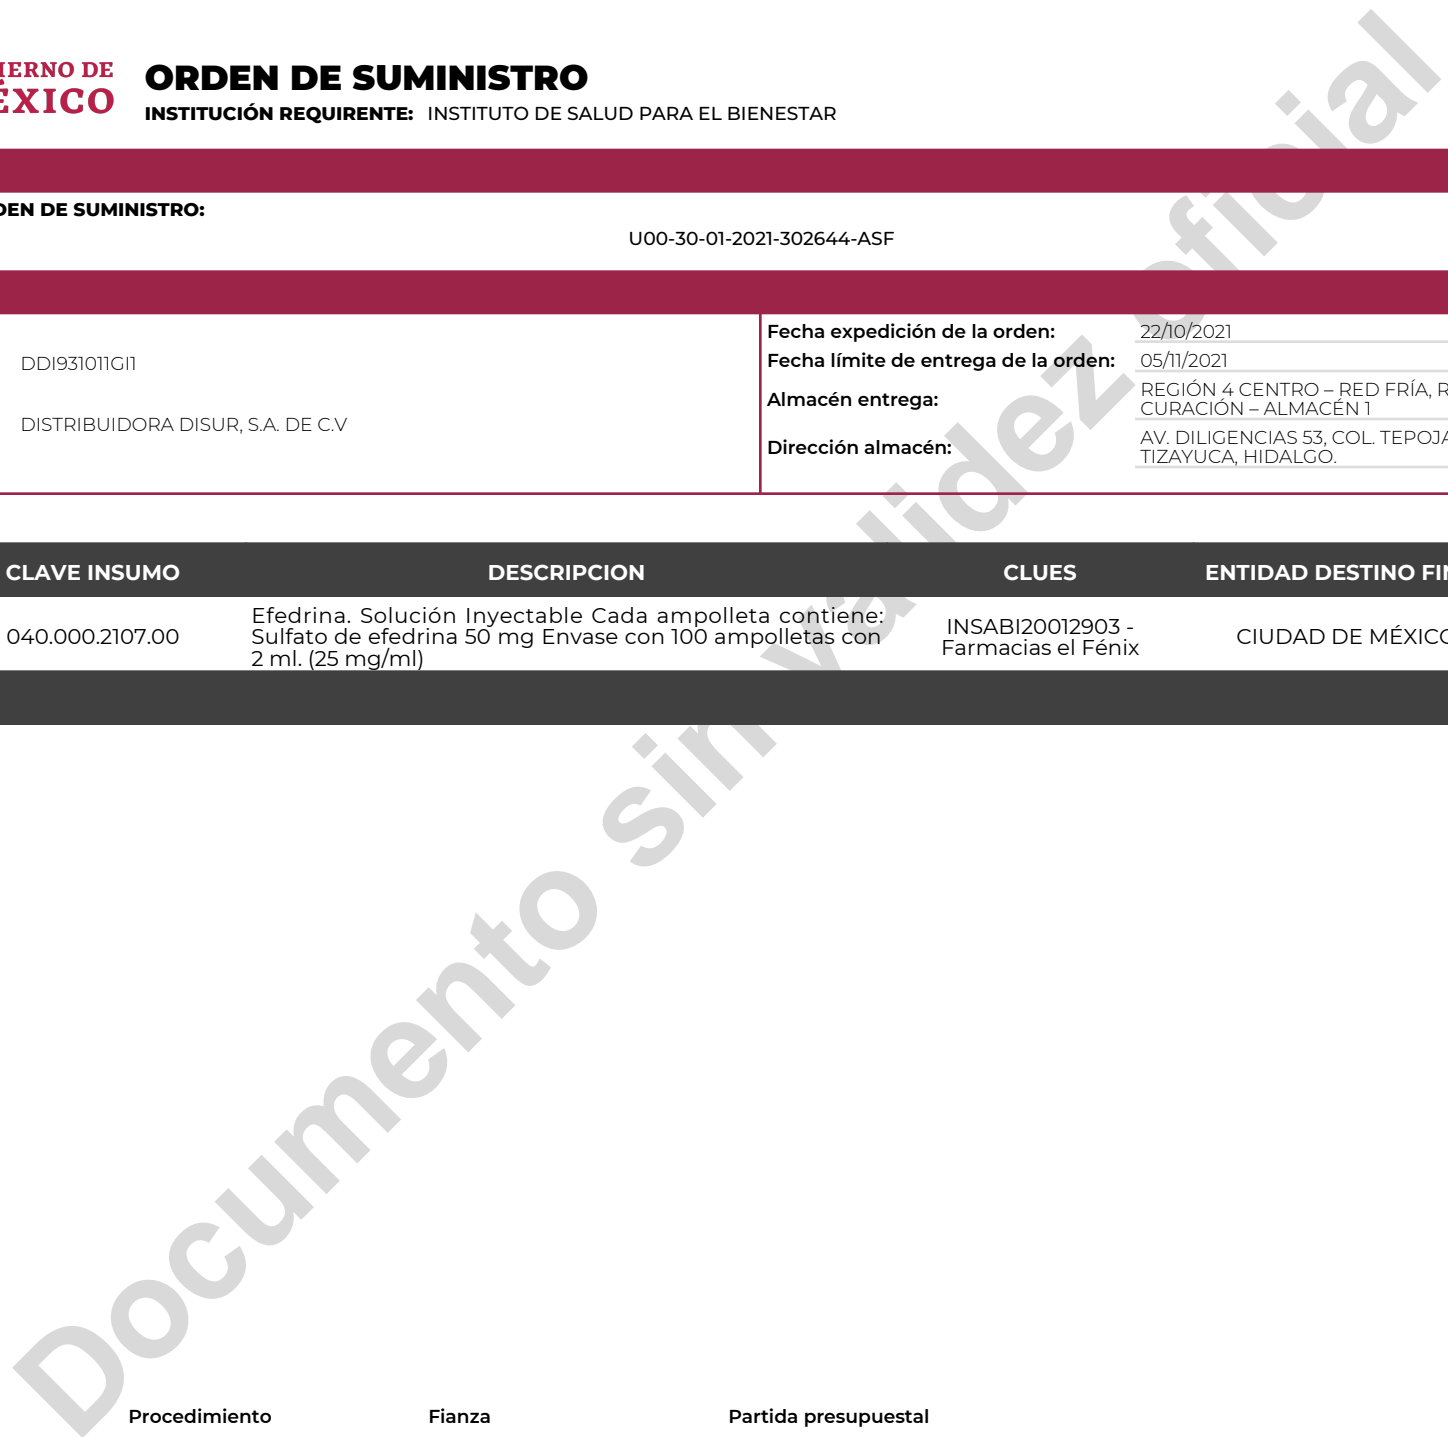 IERNO DE
ÉXICO
ORDEN DE SUMINISTRO
INSTITUCIÓN REQUIRENTE: INSTITUTO DE SALUD PARA EL BIENESTAR
DEN DE SUMINISTRO:
U00-30-01-2021-302644-ASF
DDI931011GI1
DISTRIBUIDORA DISUR, S.A. DE C.V
Fecha expedición de la orden: 22/10/2021
Fecha límite de entrega de la orden: 05/11/2021
Almacén entrega: REGIÓN 4 CENTRO – RED FRÍA, R
CURACIÓN – ALMACÉN 1
Dirección almacén: AV. DILIGENCIAS 53, COL. TEPOJA
TIZAYUCA, HIDALGO.
CLAVE INSUMO DESCRIPCION CLUES ENTIDAD DESTINO FIN
040.000.2107.00
Efedrina. Solución Inyectable Cada ampolleta contiene:
Sulfato de efedrina 50 mg Envase con 100 ampolletas con
2 ml. (25 mg/ml)
INSABI20012903 -
Farmacias el Fénix
CIUDAD DE MÉXICO
Documento sin validez oficial
Procedimiento Fianza Partida presupuestal